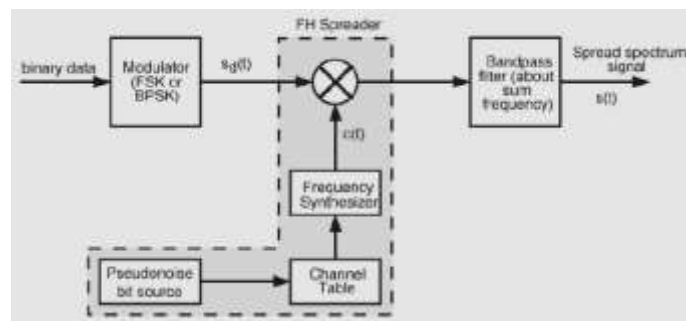 FH Spreader
binary data
Modulator
(FSK or
BPSK)
sd(t)
Bandpass
filter (about
sum
frequency)
Spread spectrum
signal
s(t)
c(t)
Frequency
Synthesizer
Pseudonoise
bit source
Channel
Table